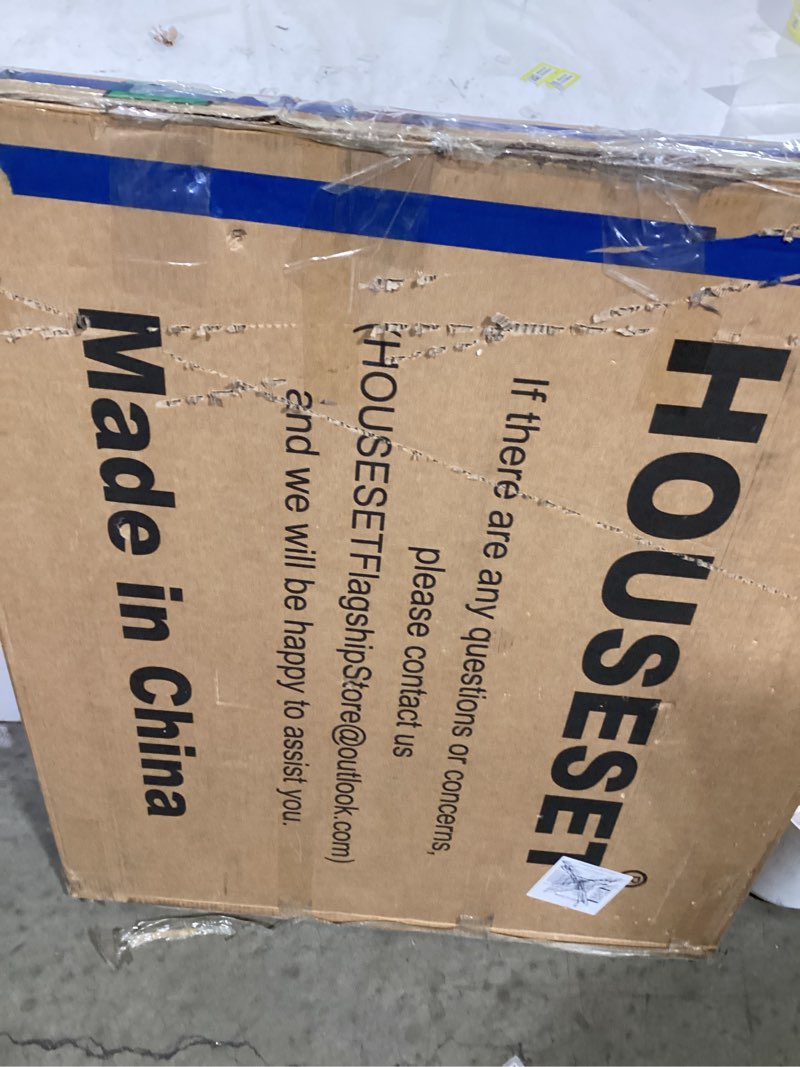 HOUSESET®
If there are any questions or concerns,
please contact us
(HOUSESETFlagshipStore@outlook.com)
and we will be happy to assist you.
Made in China